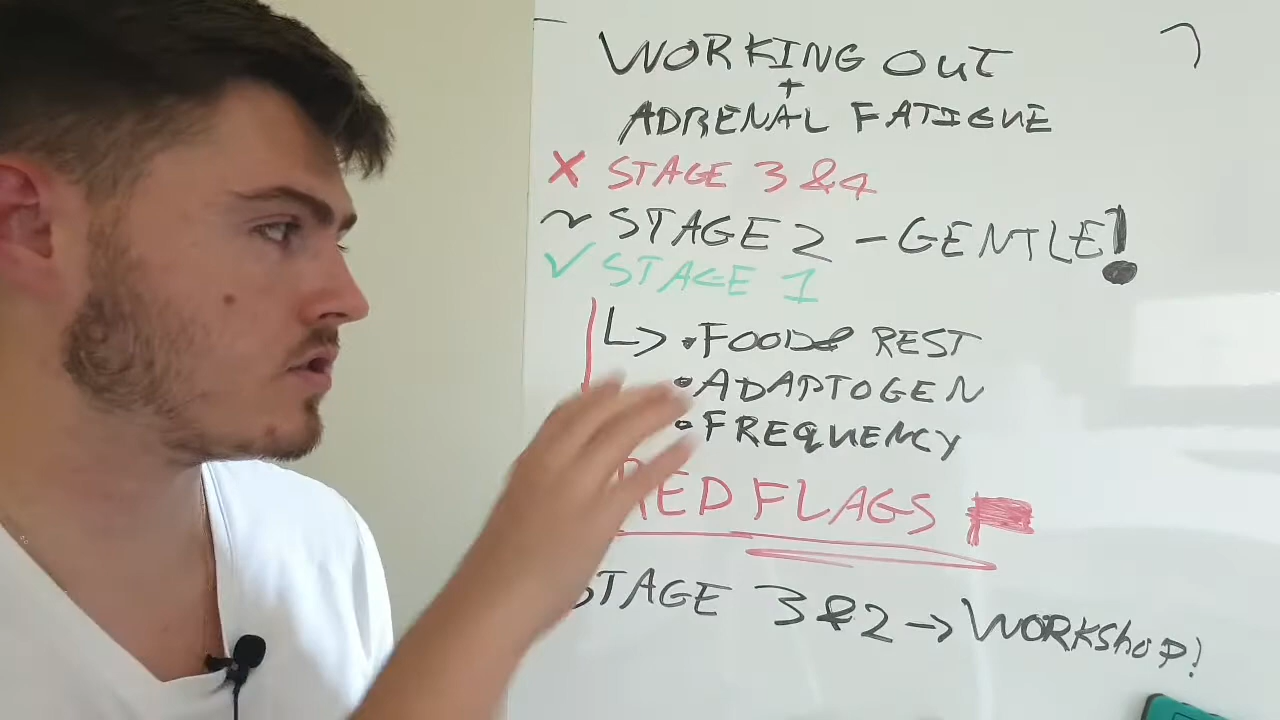 WORKING OUT
+
ADRENAL FATIGUE
X STAGE 3 & 4
~ STAGE 2 - GENTLE!
✓ STAGE 1
↳ • FOOD & REST
• ADAPTOGEN
• FREQUENCY
RED FLAGS
STAGE 3 & 2 → WORKSHOP!